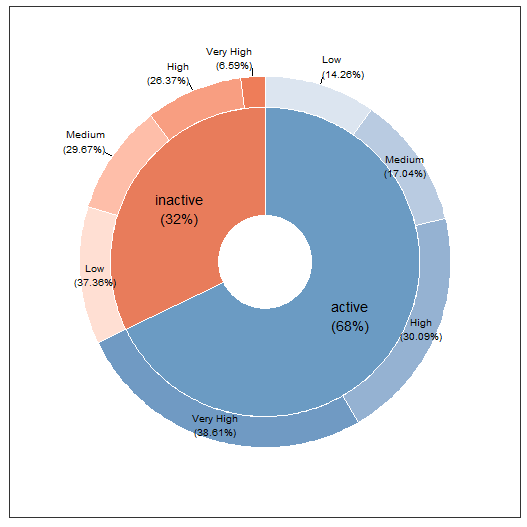 Very High
(6.59%)
Low
(14.26%)
High
(26.37%)
Medium
(29.67%)
Medium
(17.04%)
inactive
(32%)
Low
(37.36%)
active
(68%)
High
(30.09%)
Very High
(38.61%)